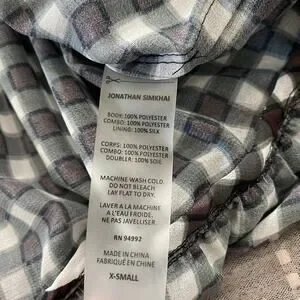 JONATHAN SIMKHAI
BODY: 100% POLYESTER
COMBO: 100% POLYESTER
LINING: 100% SILK
CORPS: 100% POLYESTER
COMBO: 100% POLYESTER
DOUBLER: 100% SOIE
MACHINE WASH COLD.
DO NOT BLEACH
LAY FLAT TO DRY.
LAVER A LA MACHINE
A L'EAU FROIDE.
NE PAS JAVELLISER.
RN 94992
MADE IN CHINA
FABRIQUÉ EN CHINE
X-SMALL